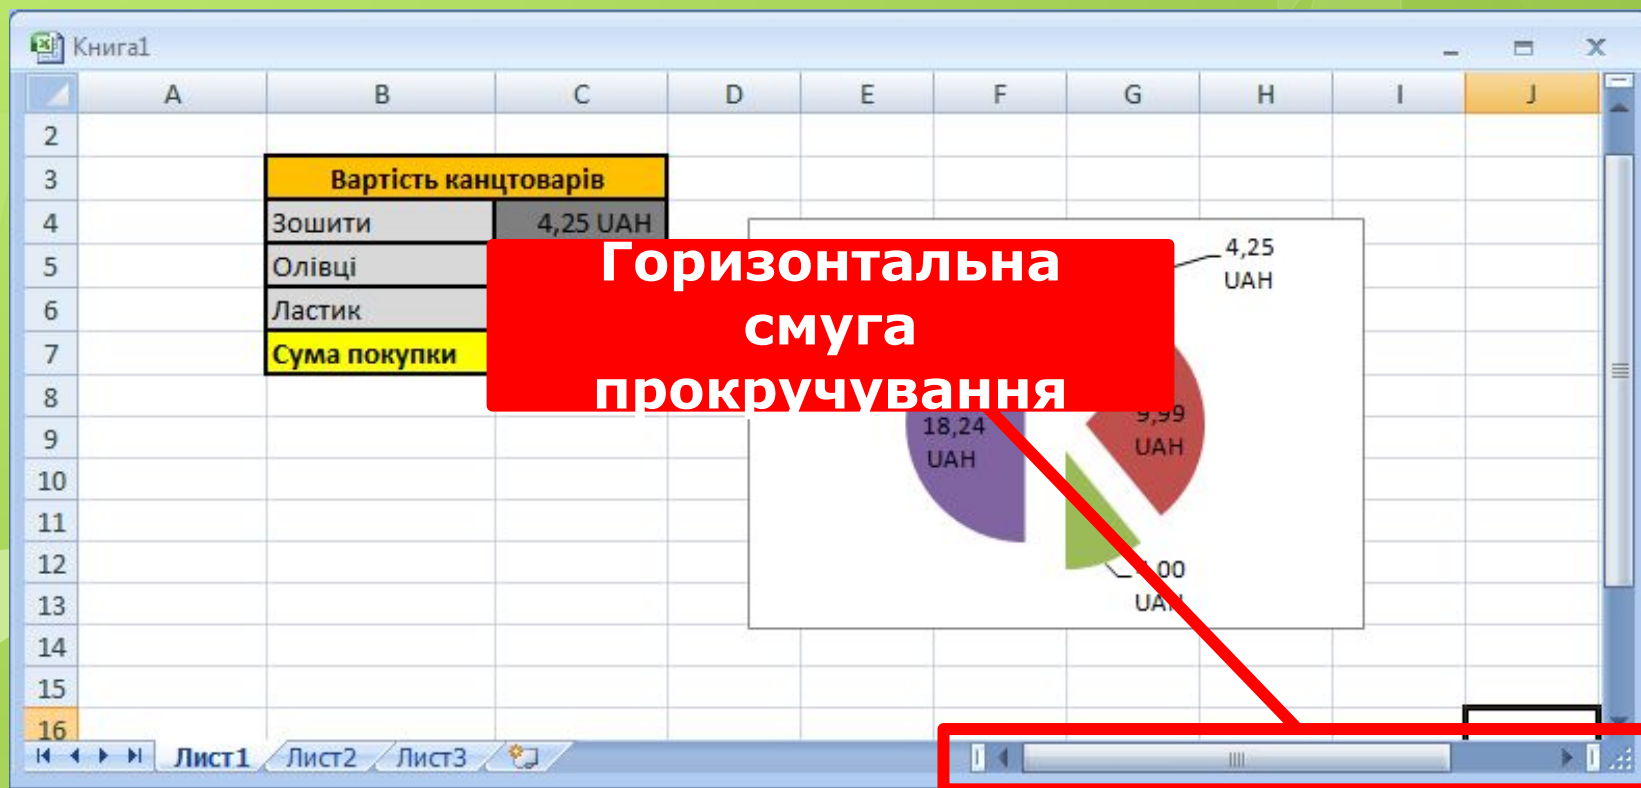 Книга1
A B C D E F G H I J
2
3 Вартість канцтоварів
4 Зошити 4,25 UAH
5 Олівці
6 Ластик
7 Сума покупки
8
9
10
11
12
13
14
15
16
Горизонтальна
смуга
прокручування
4,25
UAH
18,24
UAH
9,99
UAH
,00
UAH
Лист1 Лист2 Лист3